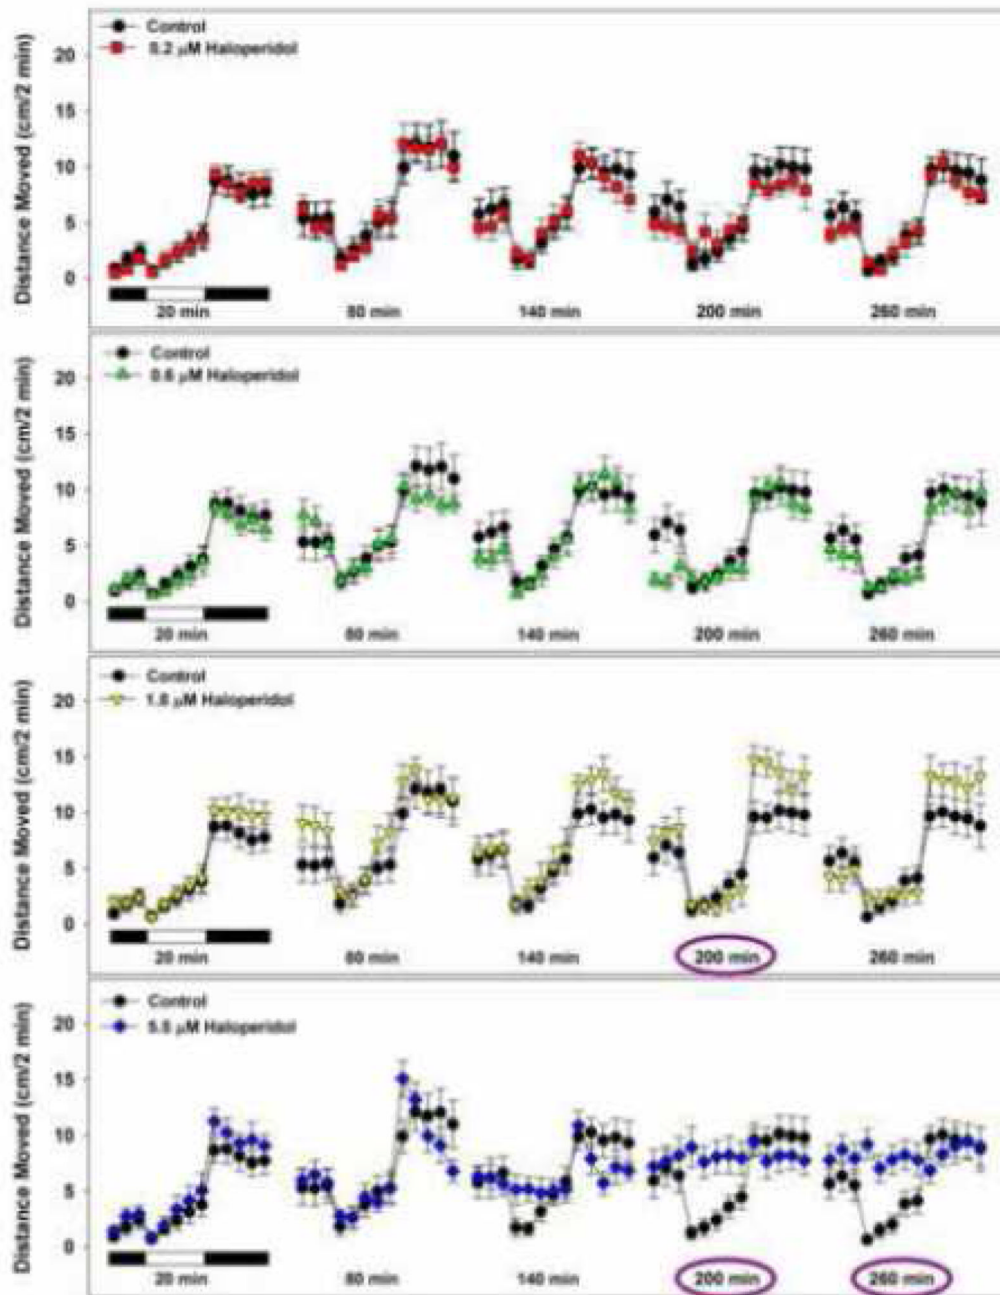 Control
0.2 μM Haloperidol
Distance Moved (cm/2 min)
20
15
10
5
0
20 min
80 min
140 min
200 min
260 min
Control
0.6 μM Haloperidol
Distance Moved (cm/2 min)
20
15
10
5
0
20 min
80 min
140 min
200 min
260 min
Control
μM Haloperidol
Distance Moved (cm/2 min)
20
15
10
5
0
20 min
80 min
140 min
200 min
260 min
Control
μM Haloperidol
Distance Moved (cm/2 min)
20
15
10
5
0
20 min
80 min
140 min
200 min
260 min